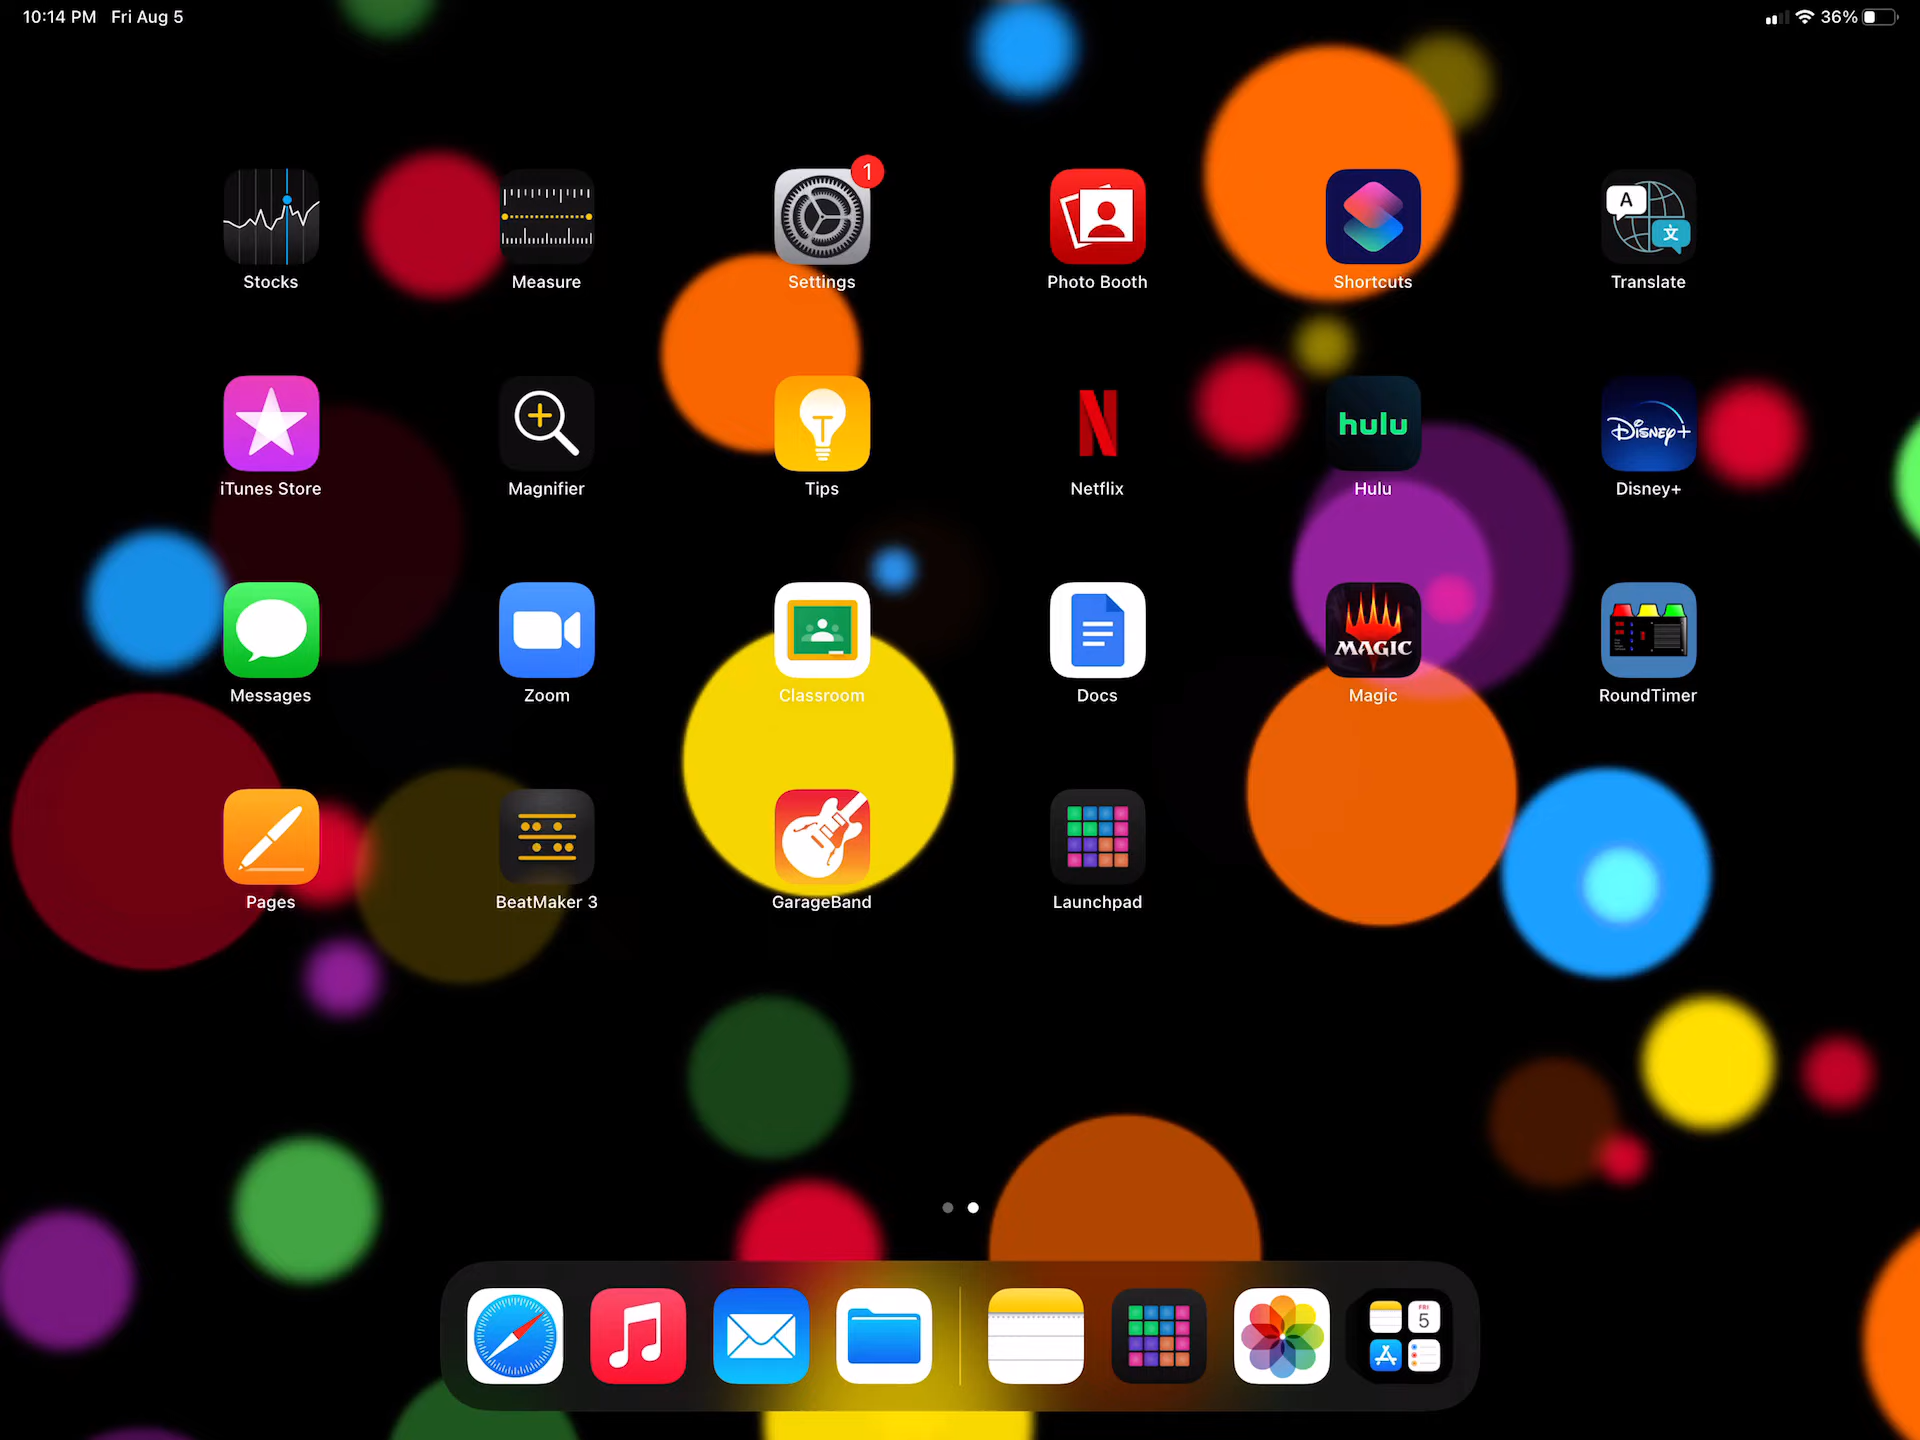 10:14 PM Fri Aug 5
36%
1
Stocks
Measure
Settings
Photo Booth
Shortcuts
A
文
Translate
iTunes Store
Magnifier
Tips
N
Netflix
hulu
Hulu
Disney+
Disney+
Messages
Zoom
Classroom
Docs
MAGIC
Magic
RoundTimer
Pages
BeatMaker 3
GarageBand
Launchpad
FRI
5